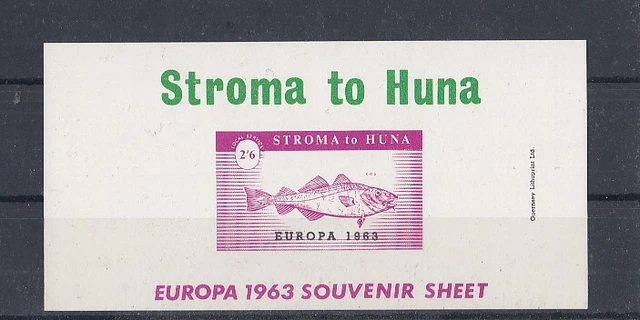 Stroma to Huna
LOCAL SERVICE
2'6
STROMA to HUNA
EUROPA 1963
Guernsey Lithoprint Ltd.
EUROPA 1963 SOUVENIR SHEET